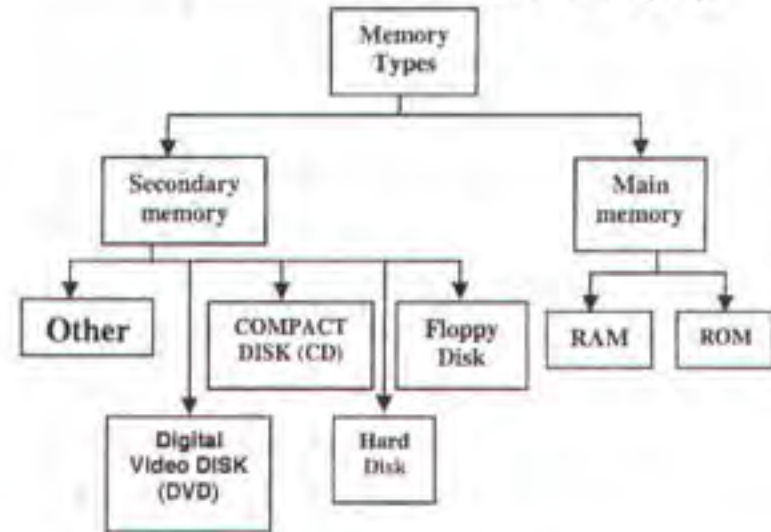 Memory
Types
Secondary
memory
Main
memory
Other
COMPACT
DISK (CD)
Floppy
Disk
RAM
ROM
Digital
Video DISK
(DVD)
Hard
Disk